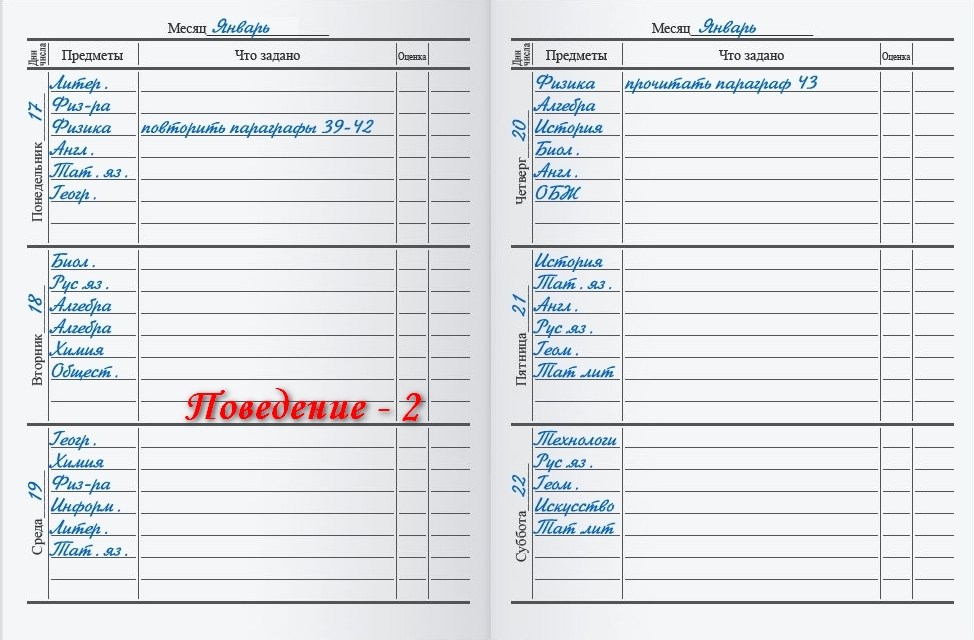 Месяц Январь
Дни числа Предметы Что задано Оценка
Понедельник 17
Литер.
Физ-ра
Физика повторить параграфы 39-42
Англ.
Тат. яз.
Геогр.
Вторник 18
Биол.
Рус яз.
Алгебра
Алгебра
Химия
Общест.
Поведение - 2
Среда 19
Геогр.
Химия
Физ-ра
Информ.
Литер.
Тат. яз.
Месяц Январь
Дни числа Предметы Что задано Оценка
Четверг 20
Физика прочитать параграф 43
Алгебра
История
Биол.
Англ.
ОБЖ
Пятница 21
История
Тат. яз.
Англ.
Рус яз.
Геом.
Тат лит
Суббота 22
Технологи
Рус яз.
Геом.
Искусство
Тат лит